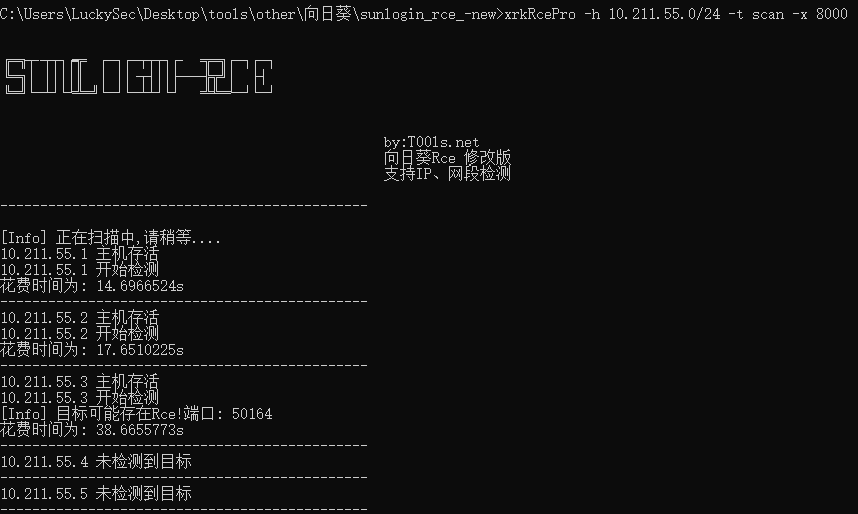 C:\Users\LuckySec\Desktop\tools\other\向日葵\sunlogin_rce_-new>xrkRcePro -h 10.211.55.0/24 -t scan -x 8000
SUNLOGIN-RCE
by:T00ls.net
向日葵Rce 修改版
支持IP、网段检测
----------------------------------------------
[Info] 正在扫描中,请稍等....
10.211.55.1 主机存活
10.211.55.1 开始检测
花费时间为: 14.6966524s
----------------------------------------------
10.211.55.2 主机存活
10.211.55.2 开始检测
花费时间为: 17.6510225s
----------------------------------------------
10.211.55.3 主机存活
10.211.55.3 开始检测
[Info] 目标可能存在Rce!端口: 50164
花费时间为: 38.6655773s
----------------------------------------------
10.211.55.4 未检测到目标
----------------------------------------------
10.211.55.5 未检测到目标
----------------------------------------------